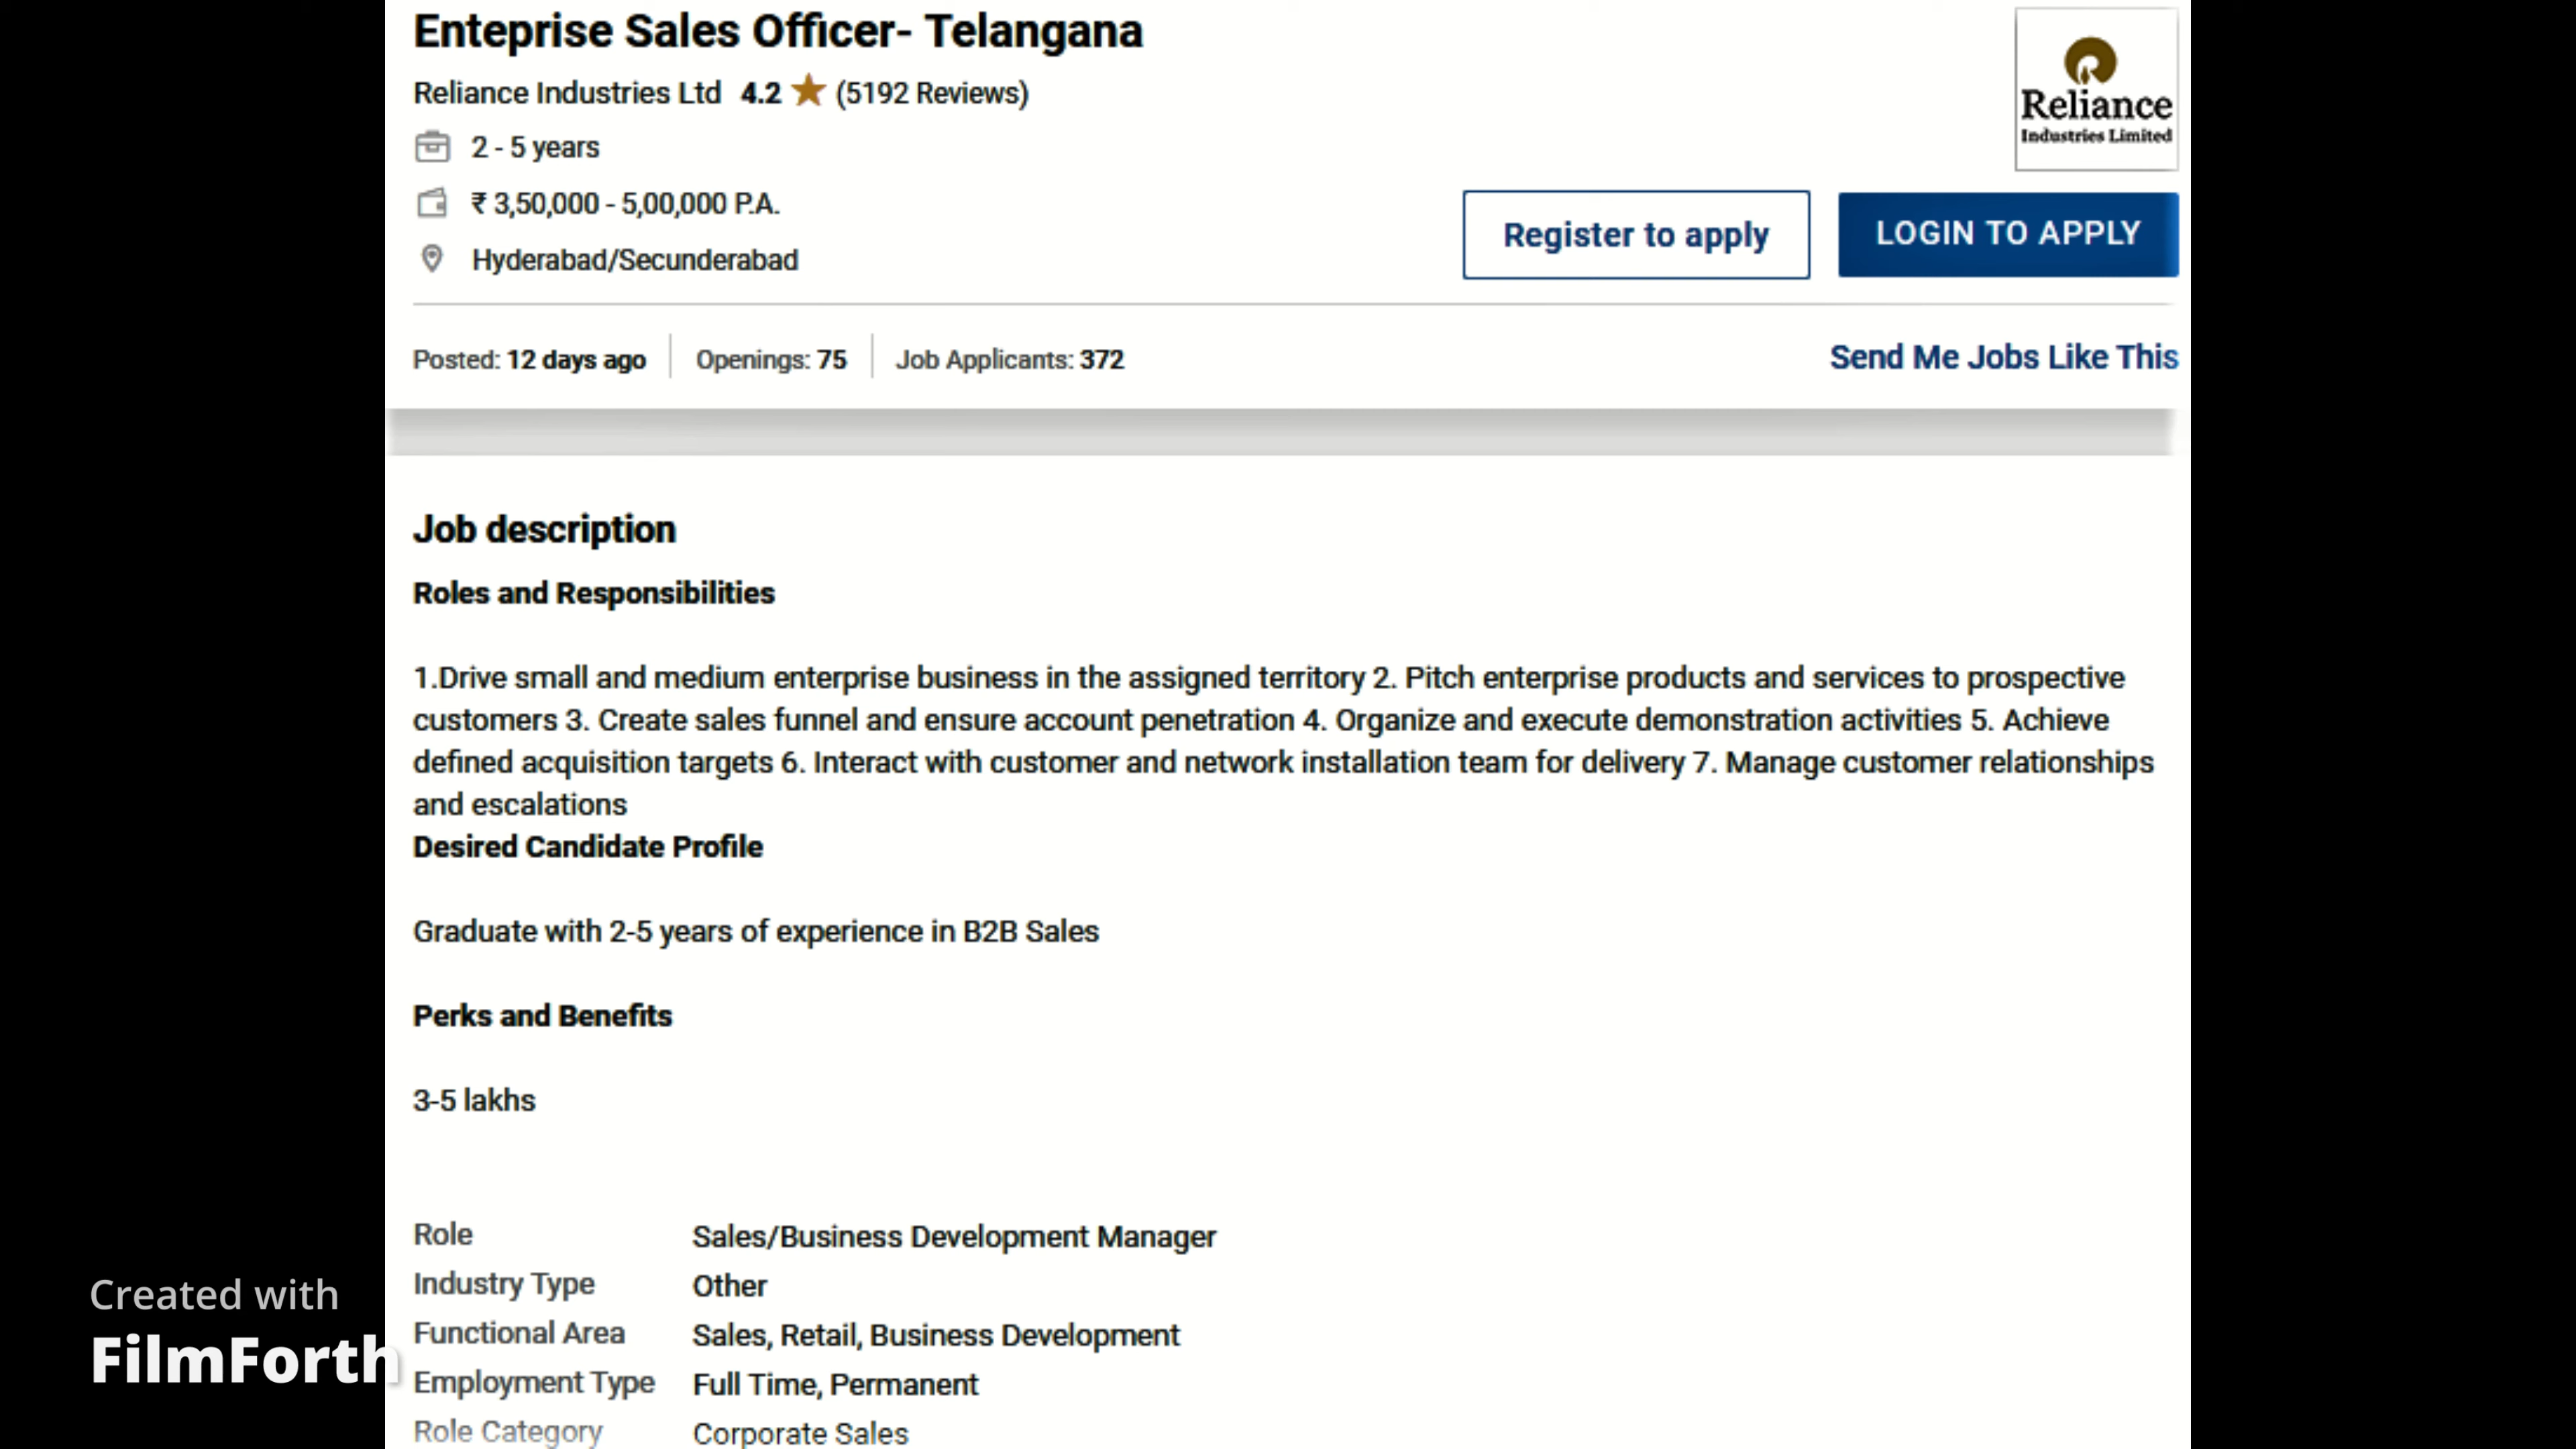 Enteprise Sales Officer- Telangana
Reliance Industries Ltd 4.2 ★ (5192 Reviews)
Reliance
Industries Limited
2 - 5 years
₹ 3,50,000 - 5,00,000 P.A.
Hyderabad/Secunderabad
Register to apply
LOGIN TO APPLY
Posted: 12 days ago
Openings: 75
Job Applicants: 372
Send Me Jobs Like This
Job description
Roles and Responsibilities
1.Drive small and medium enterprise business in the assigned territory 2. Pitch enterprise products and services to prospective
customers 3. Create sales funnel and ensure account penetration 4. Organize and execute demonstration activities 5. Achieve
defined acquisition targets 6. Interact with customer and network installation team for delivery 7. Manage customer relationships
and escalations
Desired Candidate Profile
Graduate with 2-5 years of experience in B2B Sales
Perks and Benefits
3-5 lakhs
Role Sales/Business Development Manager
Industry Type Other
Functional Area Sales, Retail, Business Development
Employment Type Full Time, Permanent
Role Category Corporate Sales
Created with
FilmForth